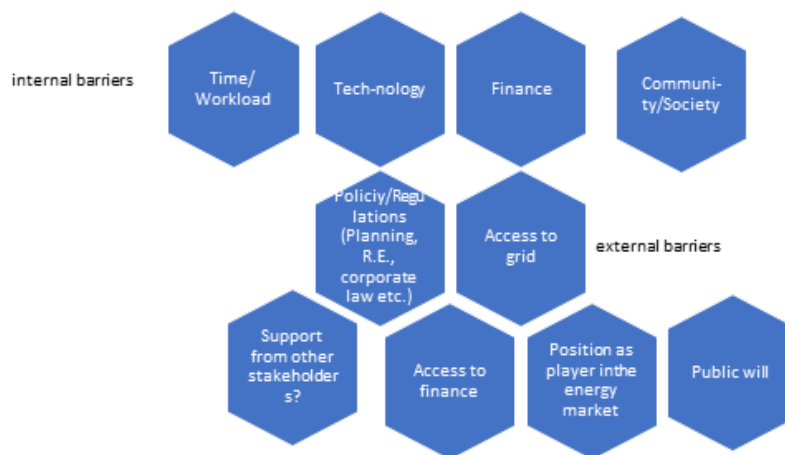 internal barriers
Time/
Workload
Tech-nology
Finance
Communi-
ty/Society
Policiy/Regu
lations
(Planning,
R.E.,
corporate
law etc.)
Access to
grid
external barriers
Support
from other
stakeholder
s?
Access to
finance
Position as
player inthe
energy
market
Public will